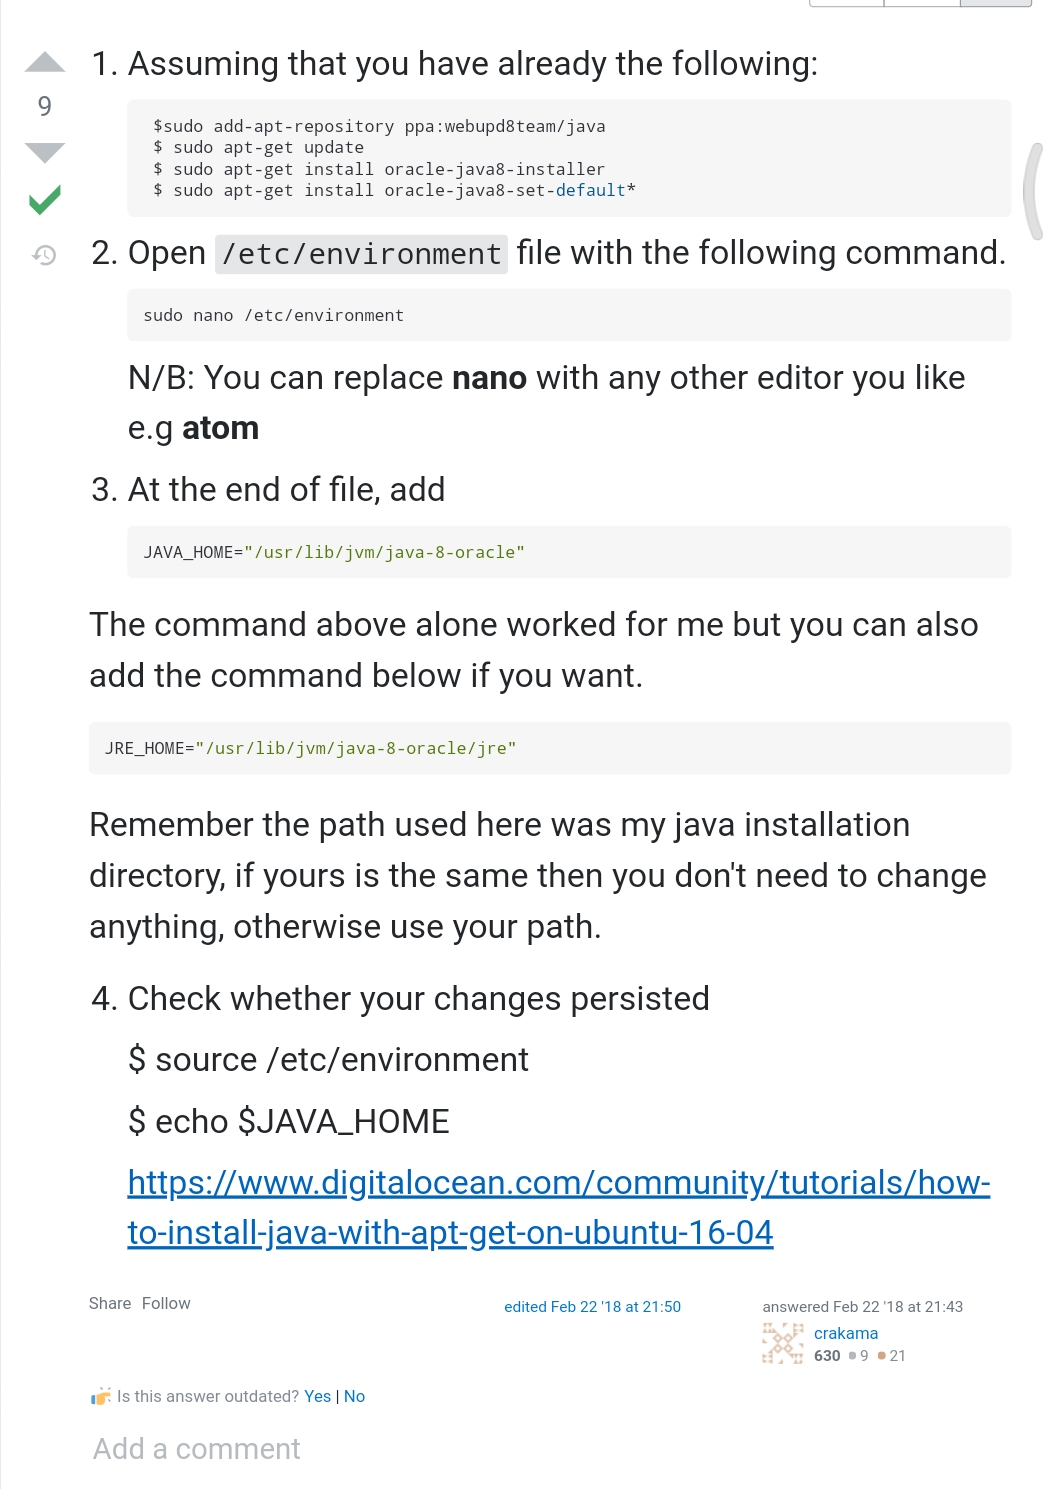 9
1. Assuming that you have already the following:
$sudo add-apt-repository ppa:webupd8team/java
$ sudo apt-get update
$ sudo apt-get install oracle-java8-installer
$ sudo apt-get install oracle-java8-set-default*
2. Open /etc/environment file with the following command.
sudo nano /etc/environment
N/B: You can replace nano with any other editor you like
e.g atom
3. At the end of file, add
JAVA_HOME="/usr/lib/jvm/java-8-oracle"
The command above alone worked for me but you can also
add the command below if you want.
JRE_HOME="/usr/lib/jvm/java-8-oracle/jre"
Remember the path used here was my java installation
directory, if yours is the same then you don't need to change
anything, otherwise use your path.
4. Check whether your changes persisted
$ source /etc/environment
$ echo $JAVA_HOME
https://www.digitalocean.com/community/tutorials/how-
to-install-java-with-apt-get-on-ubuntu-16-04
Share Follow
edited Feb 22 '18 at 21:50
answered Feb 22 '18 at 21:43
crakama
630 9 21
Is this answer outdated? Yes | No
Add a comment